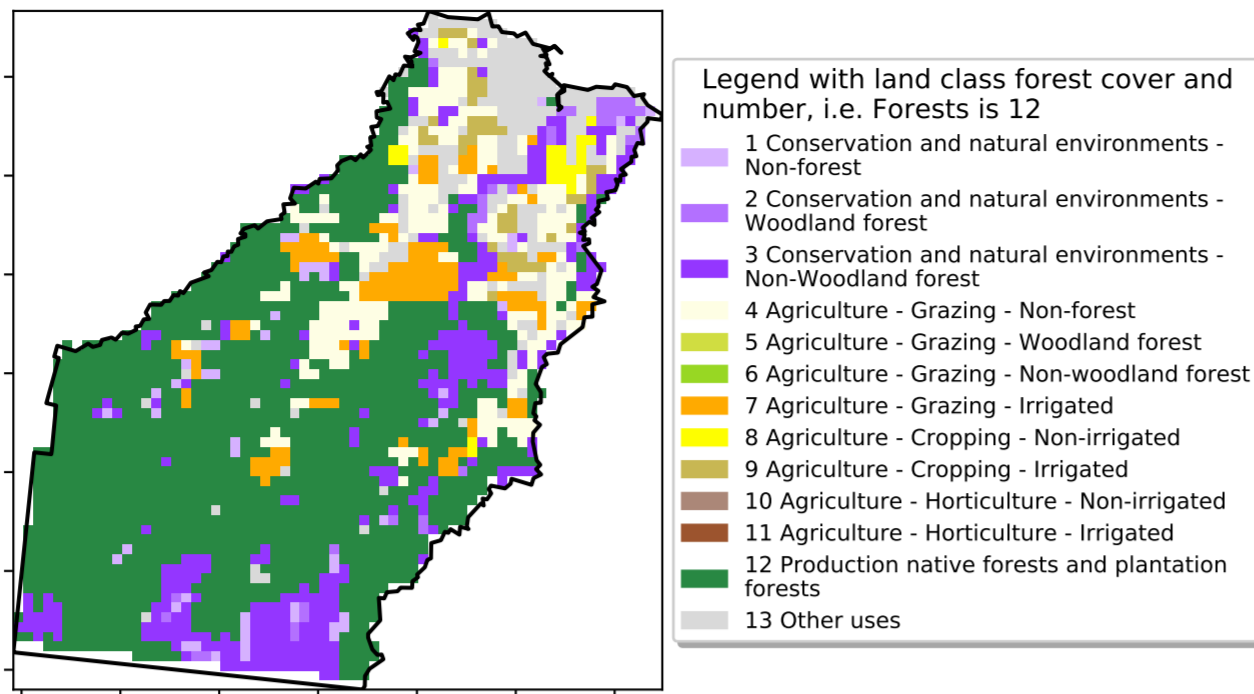 Legend with land class forest cover and
number, i.e. Forests is 12
1 Conservation and natural environments -
Non-forest
2 Conservation and natural environments -
Woodland forest
3 Conservation and natural environments -
Non-Woodland forest
4 Agriculture - Grazing - Non-forest
5 Agriculture - Grazing - Woodland forest
6 Agriculture - Grazing - Non-woodland forest
7 Agriculture - Grazing - Irrigated
8 Agriculture - Cropping - Non-irrigated
9 Agriculture - Cropping - Irrigated
10 Agriculture - Horticulture - Non-irrigated
11 Agriculture - Horticulture - Irrigated
12 Production native forests and plantation
forests
13 Other uses